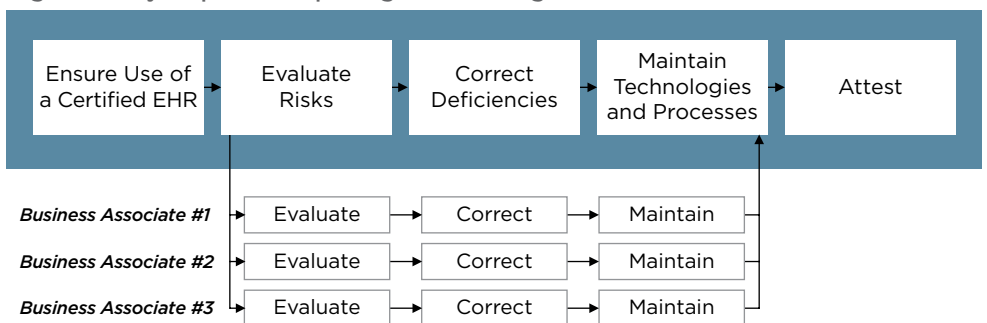 Ensure Use of
a Certified EHR
Evaluate
Risks
Correct
Deficiencies
Maintain
Technologies
and Processes
Attest
Business Associate #1
Evaluate
Correct
Maintain
Business Associate #2
Evaluate
Correct
Maintain
Business Associate #3
Evaluate
Correct
Maintain